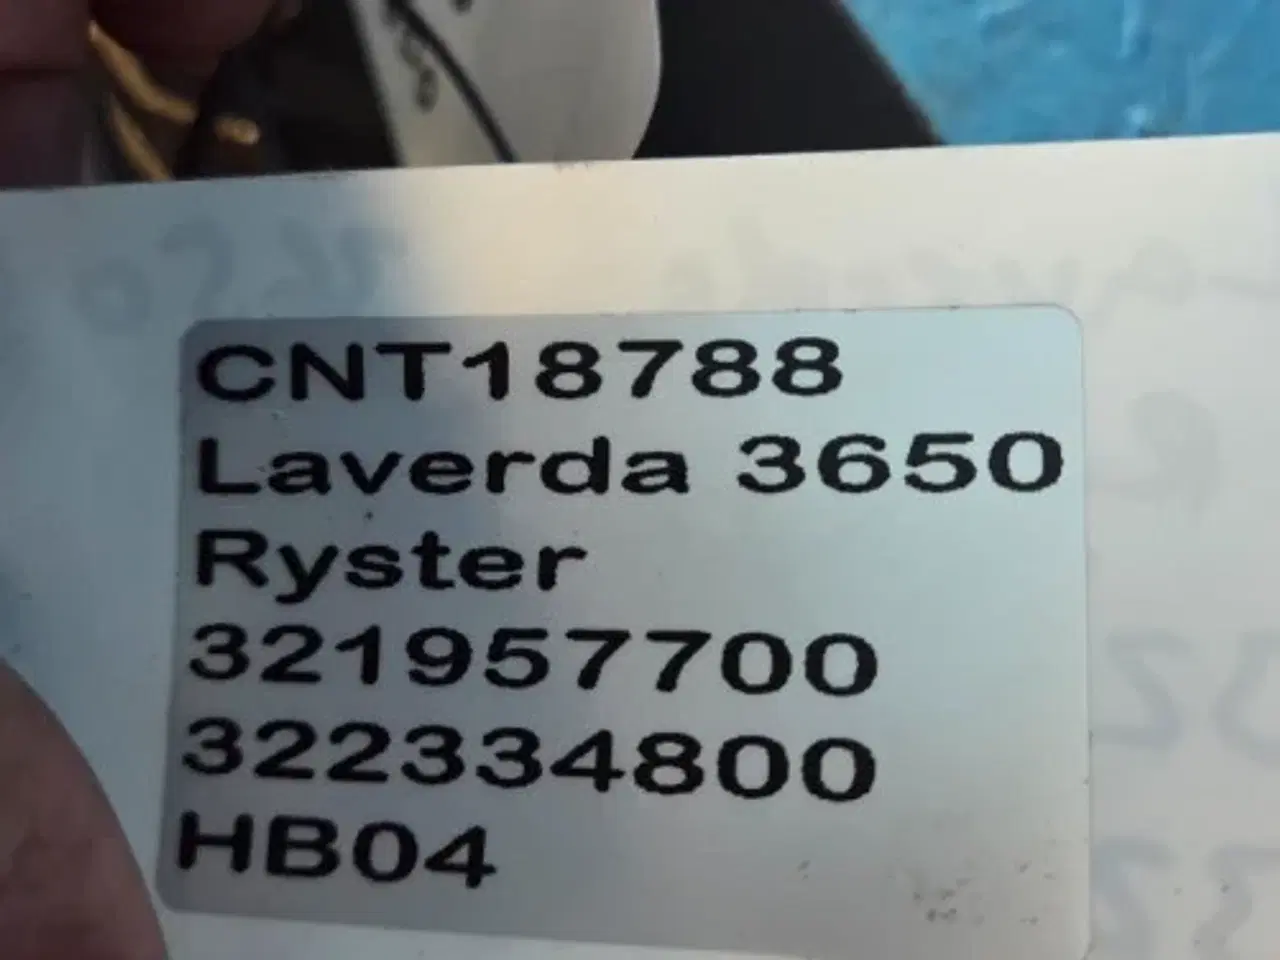 CNT18788
Laverda 3650
Ryster
321957700
322334800
HB04